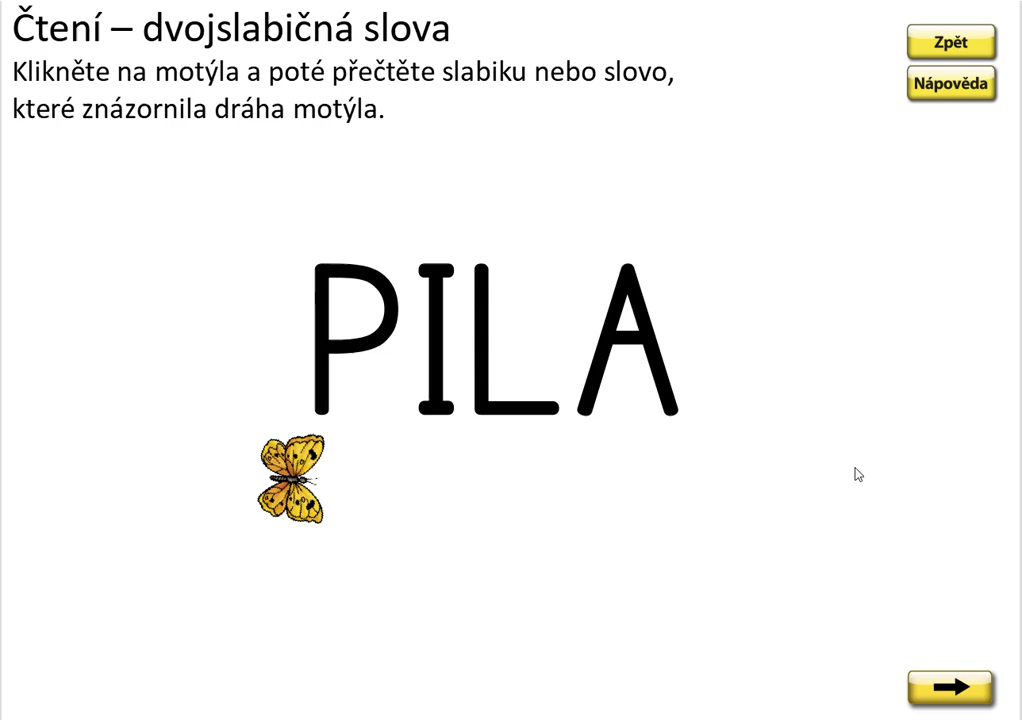 Čtení – dvojslabičná slova
Klikněte na motýla a poté přečtěte slabiku nebo slovo,
které znázornila dráha motýla.
Zpět
Nápověda
PILA